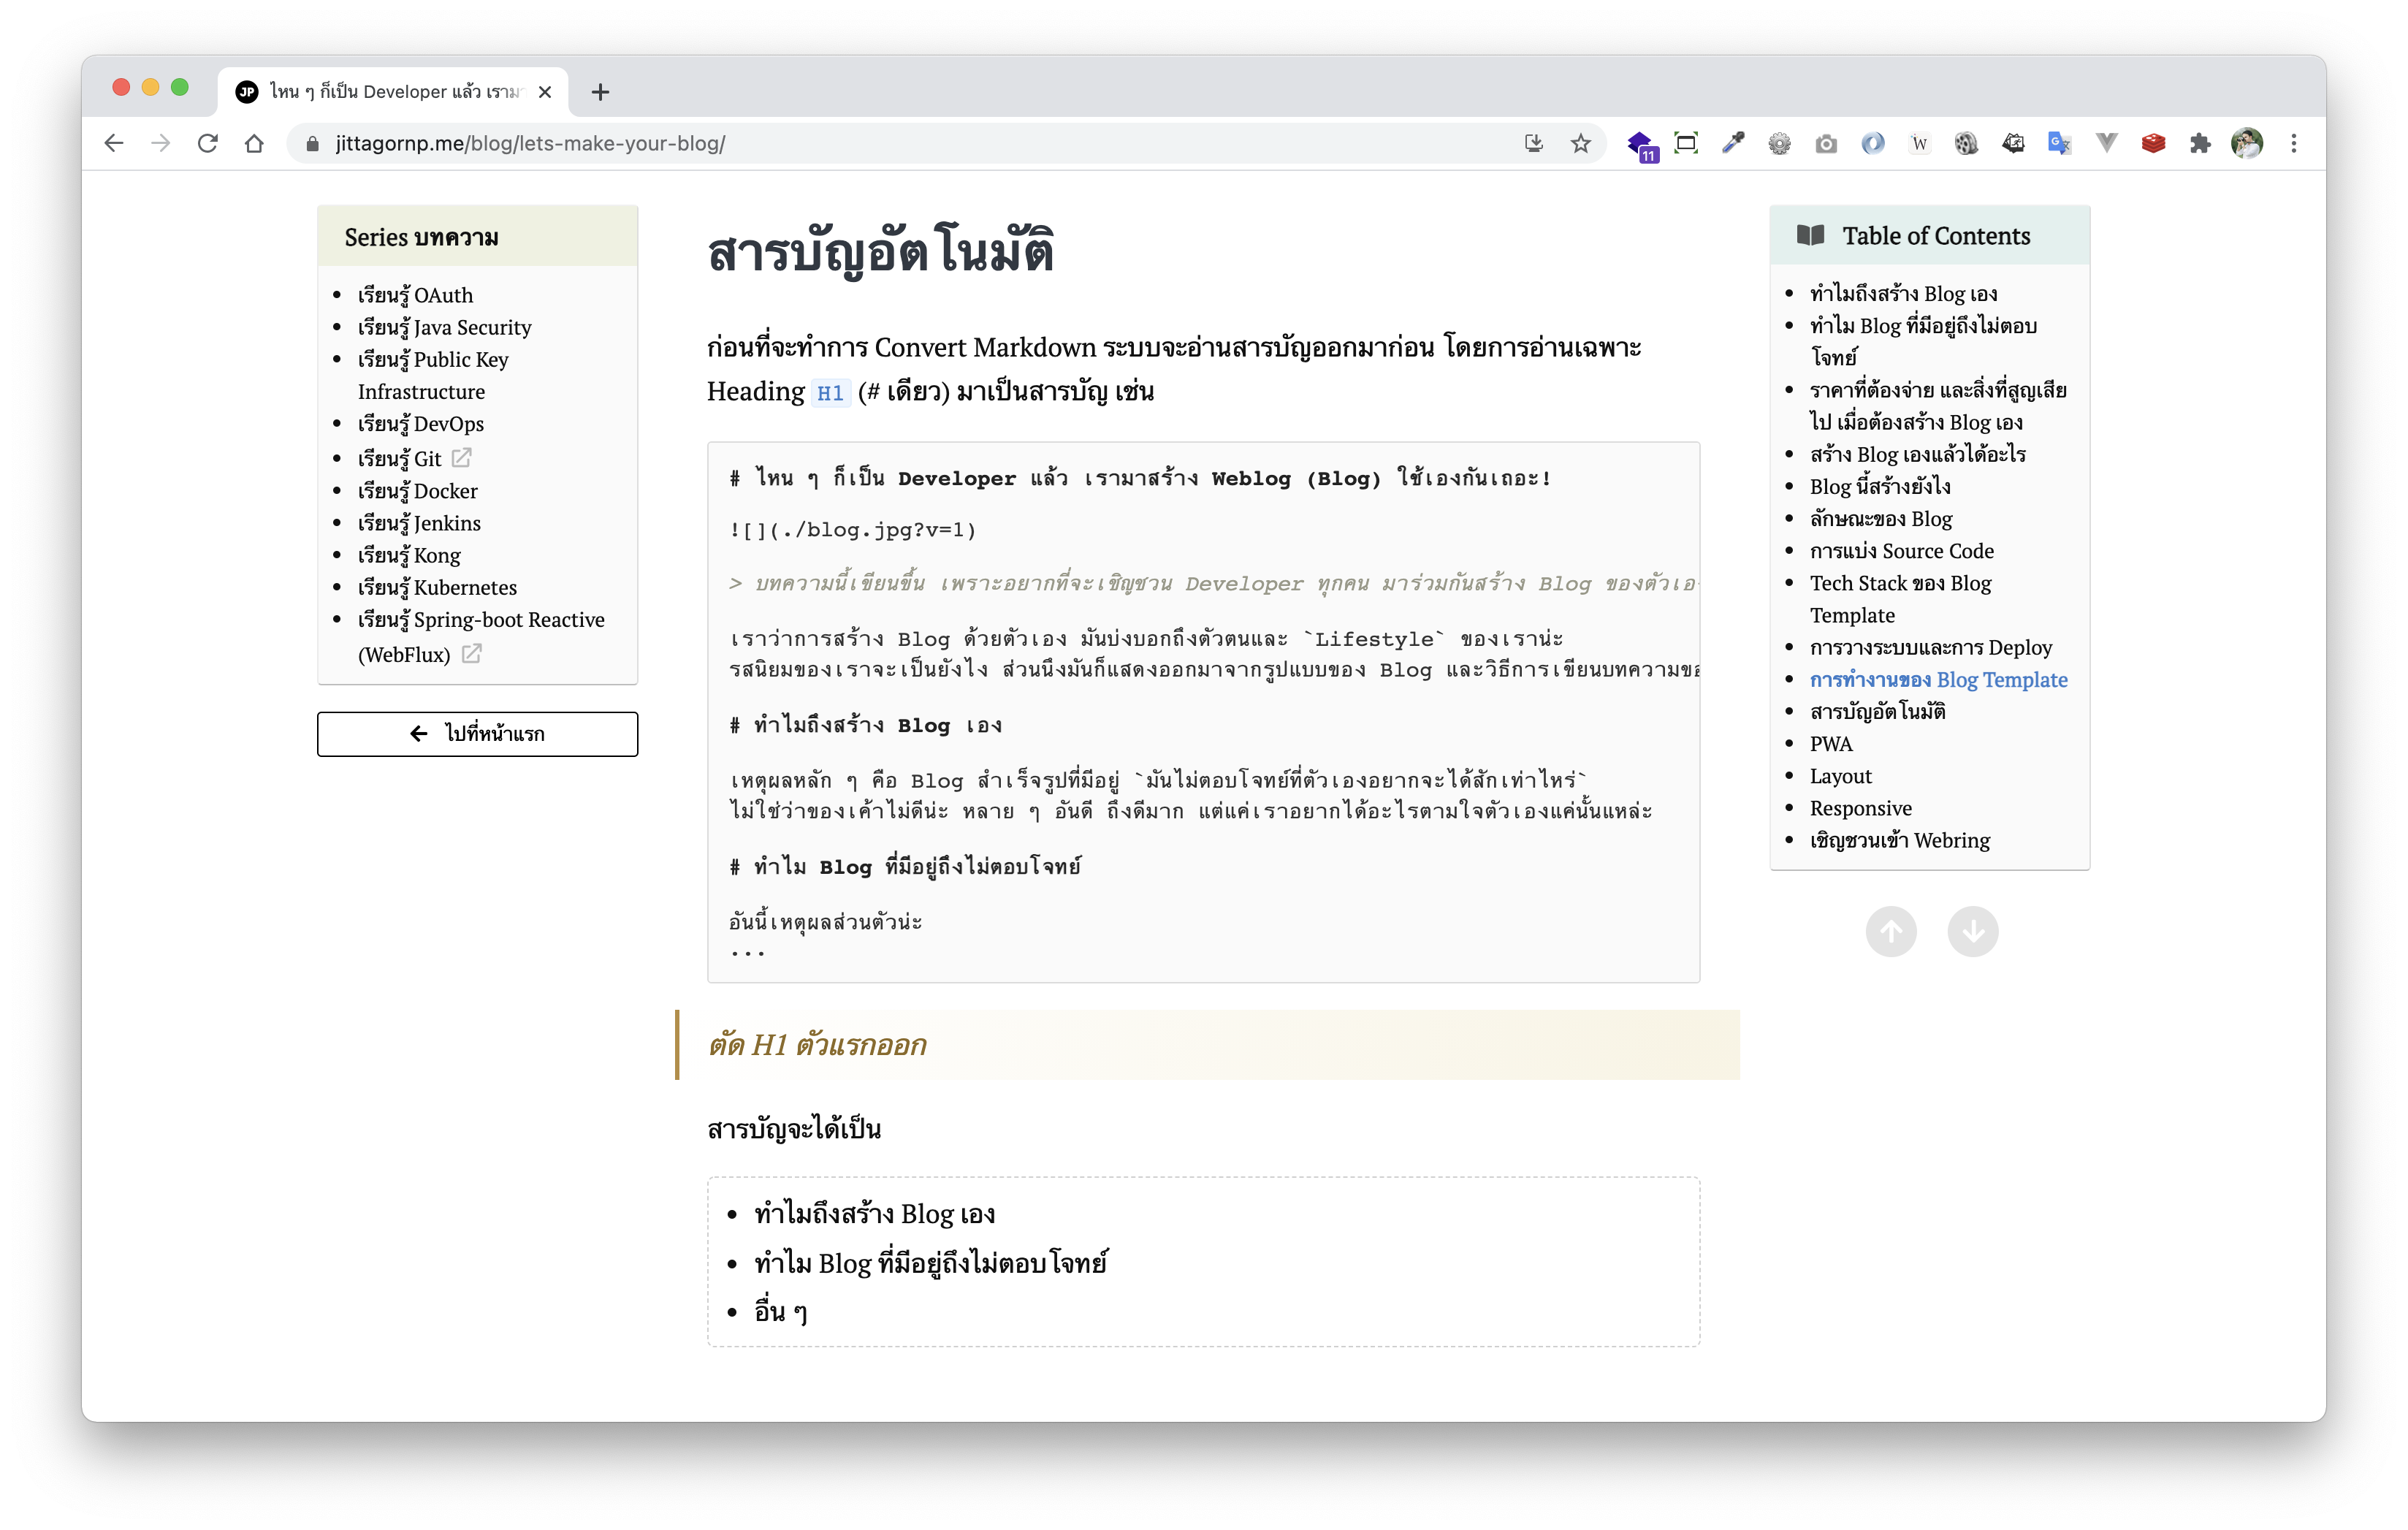 JP ไหน ๆ ก็เป็น Developer แล้ว เรามา
jittagornp.me/blog/lets-make-your-blog/
11
W
Series บทความ
เรียนรู้ OAuth
เรียนรู้ Java Security
เรียนรู้ Public Key
Infrastructure
เรียนรู้ DevOps
เรียนรู้ Git
เรียนรู้ Docker
เรียนรู้ Jenkins
เรียนรู้ Kong
เรียนรู้ Kubernetes
เรียนรู้ Spring-boot Reactive
(WebFlux)
ไปที่หน้าแรก
สารบัญอัตโนมัติ
ก่อนที่จะทำการ Convert Markdown ระบบจะอ่านสารบัญออกมาก่อน โดยการอ่านเฉพาะ
Heading H1 (# เดียว) มาเป็นสารบัญ เช่น
# ไหน ๆ ก็เป็น Developer แล้ว เรามาสร้าง Weblog (Blog) ใช้เองกันเถอะ!
![](./blog.jpg?v=1)
> บทความนี้เขียนขึ้น เพราะอยากที่จะเชิญชวน Developer ทุกคน มาร่วมกันสร้าง Blog ของตัวเอง
เราว่าการสร้าง Blog ด้วยตัวเอง มันบ่งบอกถึงตัวตนและ `Lifestyle` ของเราน่ะ
รสนิยมของเราจะเป็นยังไง ส่วนนึงมันก็แสดงออกมาจากรูปแบบของ Blog และวิธีการเขียนบทความขอ
# ทำไมถึงสร้าง Blog เอง
เหตุผลหลัก ๆ คือ Blog สำเร็จรูปที่มีอยู่ `มันไม่ตอบโจทย์ที่ตัวเองอยากจะได้สักเท่าไหร่`
ไม่ใช่ว่าของเค้าไม่ดีน่ะ หลาย ๆ อันดี ถึงดีมาก แต่แค่เราอยากได้อะไรตามใจตัวเองแค่นั้นแหล่ะ
# ทำไม Blog ที่มีอยู่ถึงไม่ตอบโจทย์
อันนี้เหตุผลส่วนตัวน่ะ
...
ตัด H1 ตัวแรกออก
สารบัญจะได้เป็น
ทำไมถึงสร้าง Blog เอง
ทำไม Blog ที่มีอยู่ถึงไม่ตอบโจทย์
อื่น ๆ
Table of Contents
ทำไมถึงสร้าง Blog เอง
ทำไม Blog ที่มีอยู่ถึงไม่ตอบ
โจทย์
ราคาที่ต้องจ่าย และสิ่งที่สูญเสีย
ไป เมื่อต้องสร้าง Blog เอง
สร้าง Blog เองแล้วได้อะไร
Blog นี้สร้างยังไง
ลักษณะของ Blog
การแบ่ง Source Code
Tech Stack ของ Blog
Template
การวางระบบและการ Deploy
การทำงานของ Blog Template
สารบัญอัตโนมัติ
PWA
Layout
Responsive
เชิญชวนเข้า Webring